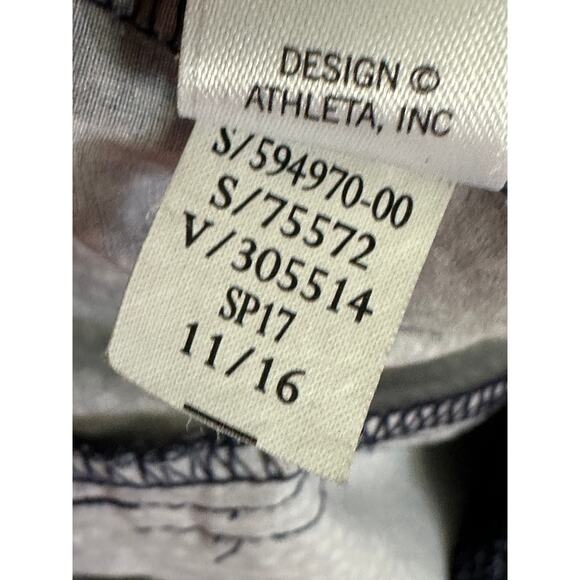 DESIGN ©
ATHLETA, INC
S/594970-00
S/75572
V/305514
SP17
11/16